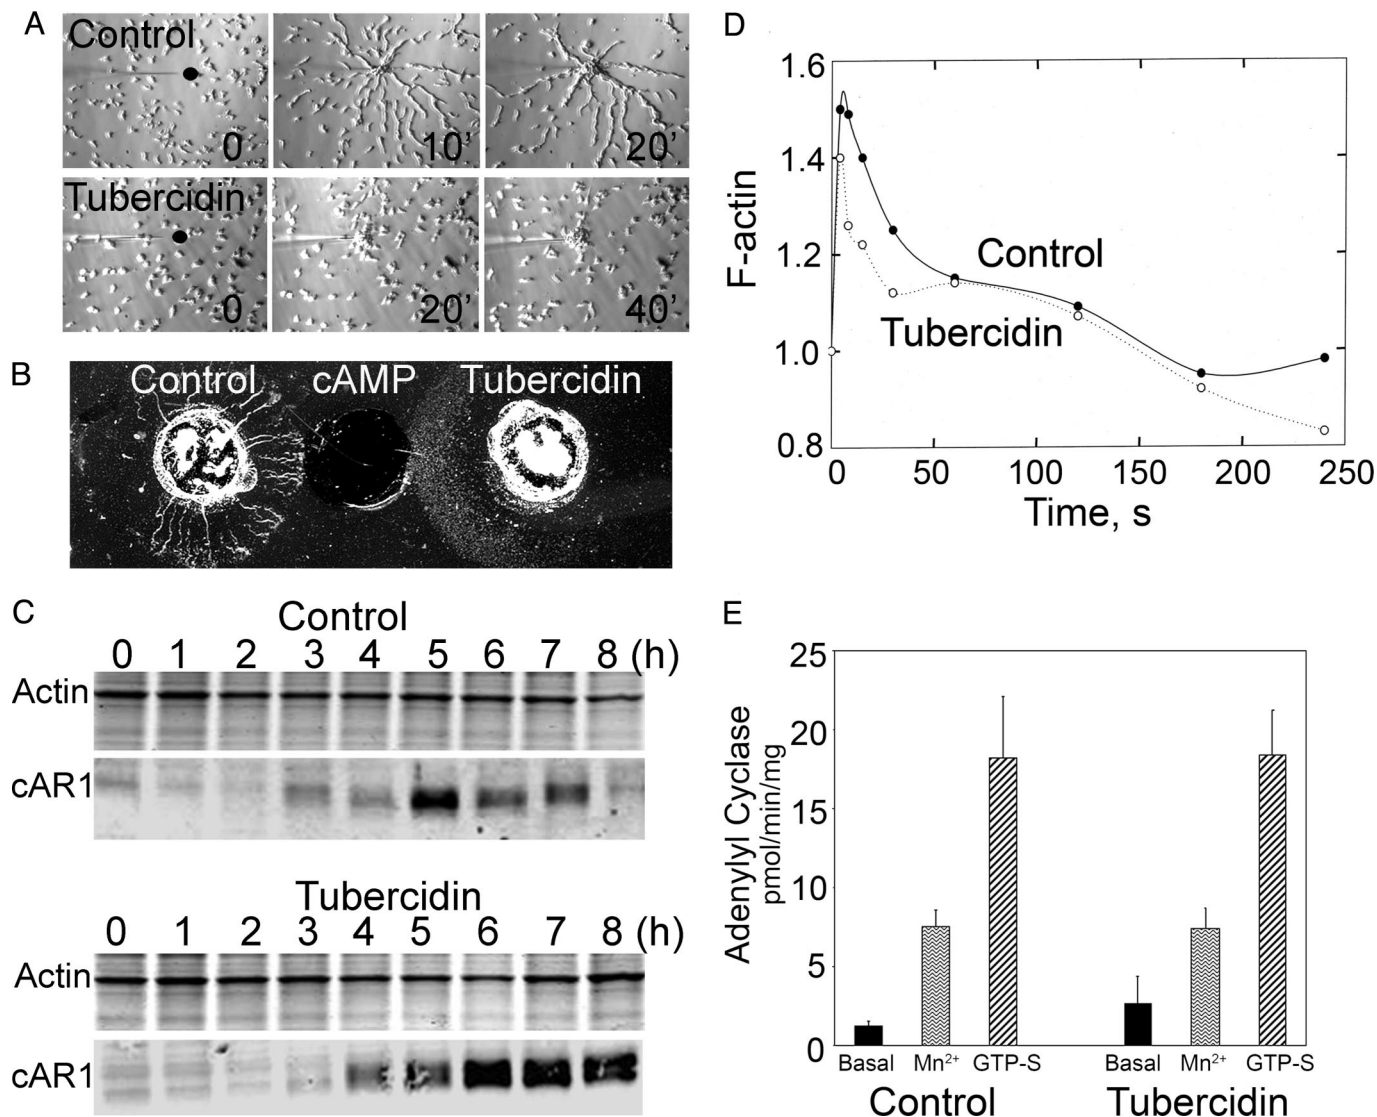 A
Control
0
10’
20’
Tubercidin
0
20’
40’
B
Control cAMP Tubercidin
C
Control
0 1 2 3 4 5 6 7 8 (h)
Actin
cAR1
Tubercidin
0 1 2 3 4 5 6 7 8 (h)
Actin
cAR1
D
F-actin
1.6
1.4
1.2
1.0
0.8
Control
Tubercidin
0 50 100 150 200 250
Time, s
E
Adenylyl Cyclase
pmol/min/mg
25
20
15
10
5
0
Basal Mn²⁺ GTP-S Basal Mn²⁺ GTP-S
Control Tubercidin